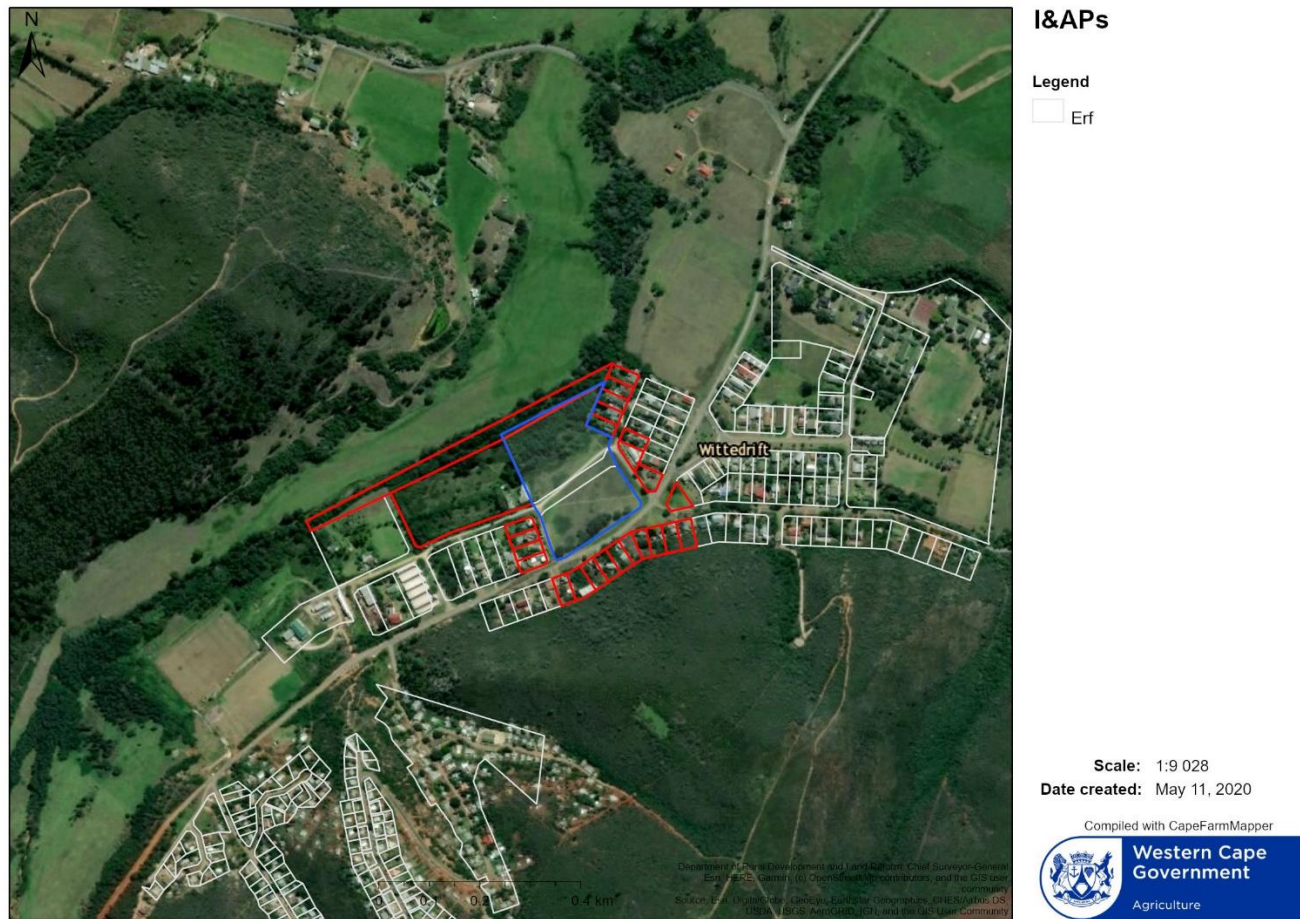 I&APs
N
Legend
Erf
Wittedrift
Scale: 1:9 028
Date created: May 11, 2020
Compiled with CapeFarmMapper
Western Cape
Government
Agriculture
0.2
0.4 km
Department of Rural Development and Land Reform, Chief Surveyor-General
Esri, HERE, Garmin, (c) OpenStreetMap contributors, and the GIS user
community
Source: Esri, DigitalGlobe, GeoEye, Earthstar Geographics, CNES/Airbus DS,
USDA, USGS, AeroGRID, IGN, and the GIS User Community